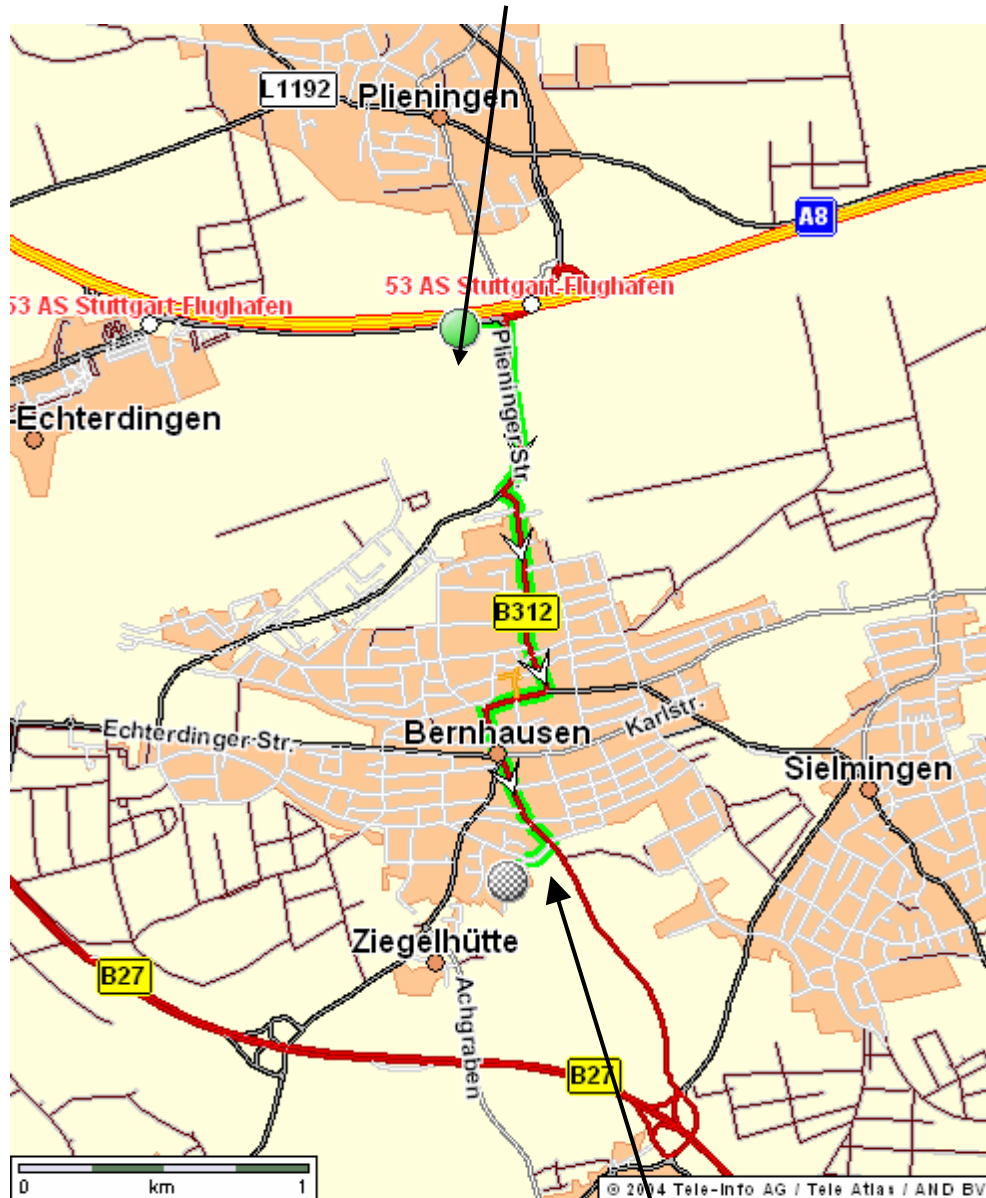 L1192
Plieningen
A8
53 AS Stuttgart-Flughafen
53 AS Stuttgart-Flughafen
Plieninger Str.
-Echterdingen
B312
Karlstr.
Echterdinger Str.
Bernhausen
Sielmingen
Ziegelhütte
B27
Achgraben
B27
0 km 1
© 2004 Tele-Info AG / Tele Atlas / AND BV